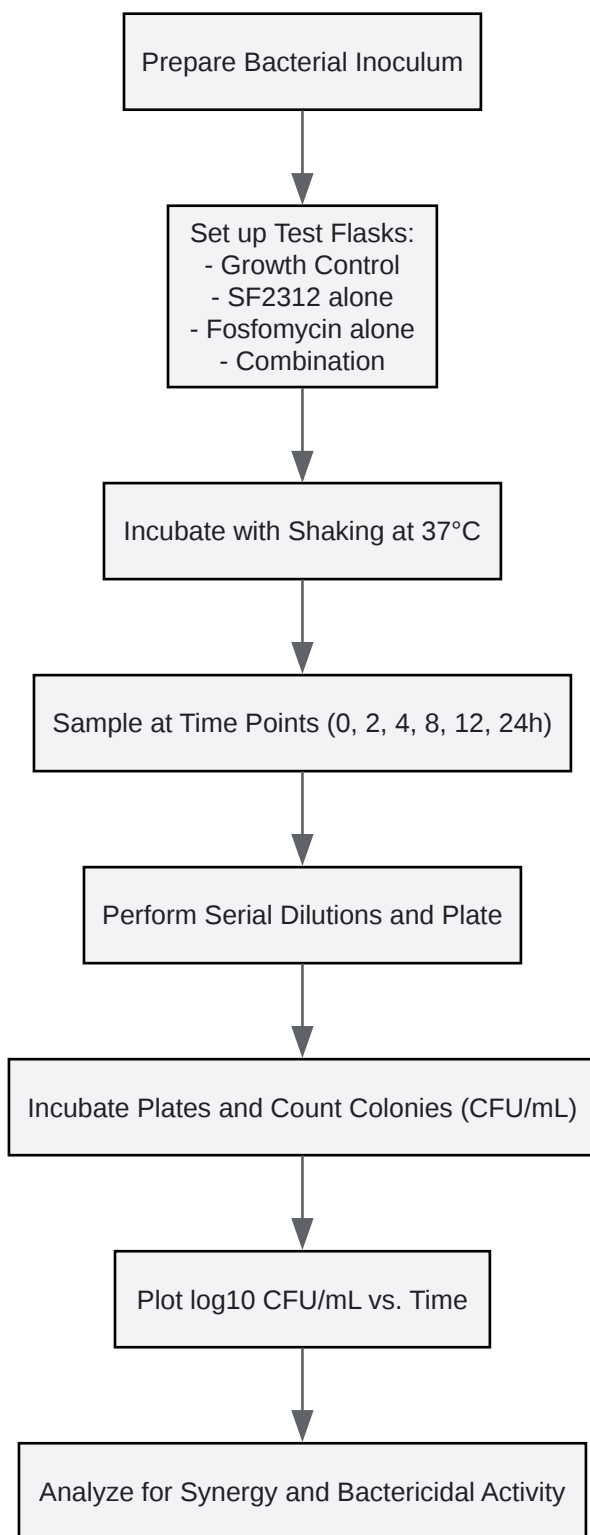 Prepare Bacterial Inoculum
Set up Test Flasks:
- Growth Control
- SF2312 alone
- Fosfomycin alone
- Combination
Incubate with Shaking at 37°C
Sample at Time Points (0, 2, 4, 8, 12, 24h)
Perform Serial Dilutions and Plate
Incubate Plates and Count Colonies (CFU/mL)
Plot log10 CFU/mL vs. Time
Analyze for Synergy and Bactericidal Activity